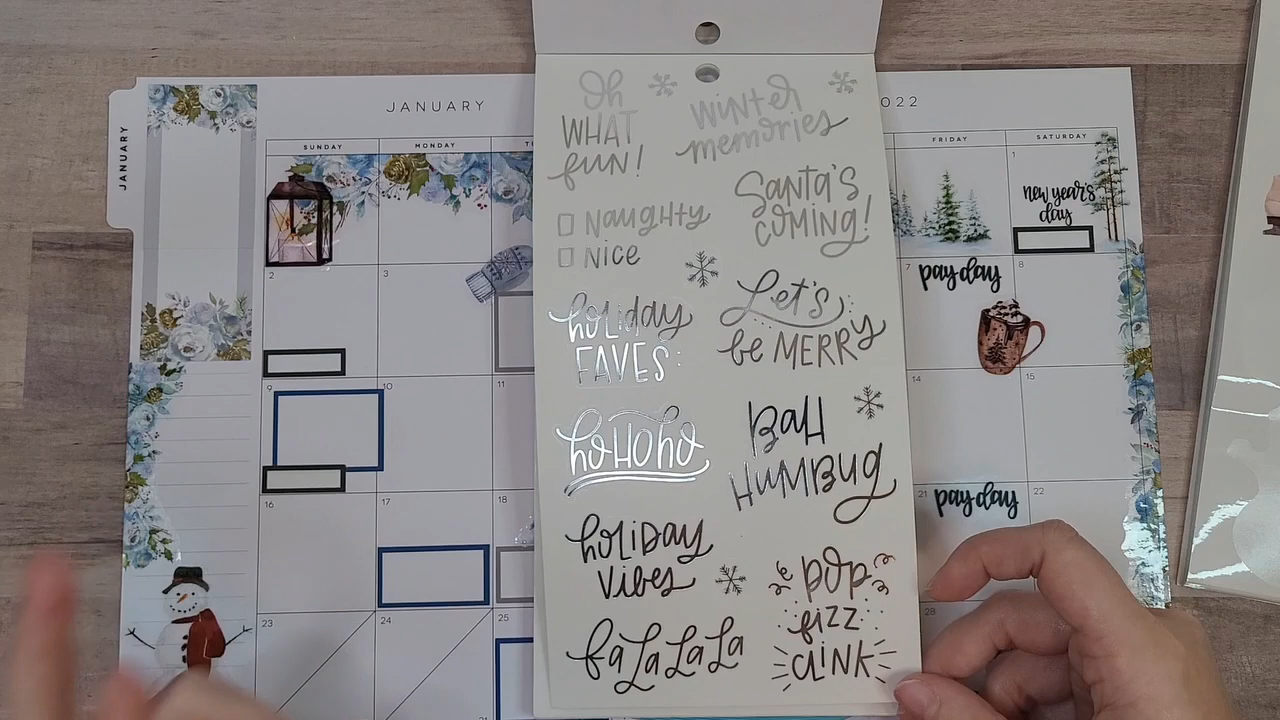 JANUARY
2022
JANUARY
SUNDAY
MONDAY
FRIDAY
SATURDAY
1
new year's
day
2
3
7
payday
8
9
10
11
14
15
16
17
18
21
payday
22
23
24
25
28
31
Oh
WHAT
fun!
winter
memories
Naughty
Nice
Santa's
coming!
holiday
FAVES:
Let's
be MERRY
hoHoho
BaH
HumBug
holiday
vibes
pop
fizz
CLINK
faLaLaLa